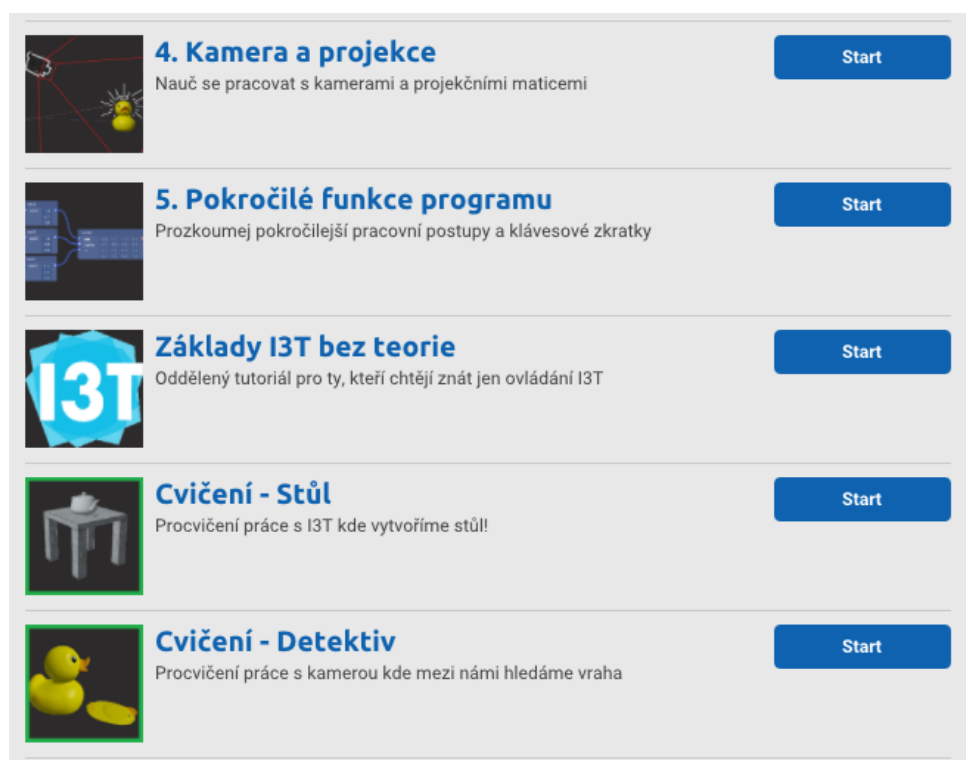 4. Kamera a projekce
Start
Nauč se pracovat s kamerami a projekčními maticemi
5. Pokročilé funkce programu
Start
Prozkoumej pokročilejší pracovní postupy a klávesové zkratky
I3T
Základy I3T bez teorie
Start
Oddělený tutoriál pro ty, kteří chtějí znát jen ovládání I3T
Cvičení - Stůl
Start
Procvičení práce s I3T kde vytvoříme stůl!
Cvičení - Detektiv
Start
Procvičení práce s kamerou kde mezi námi hledáme vraha